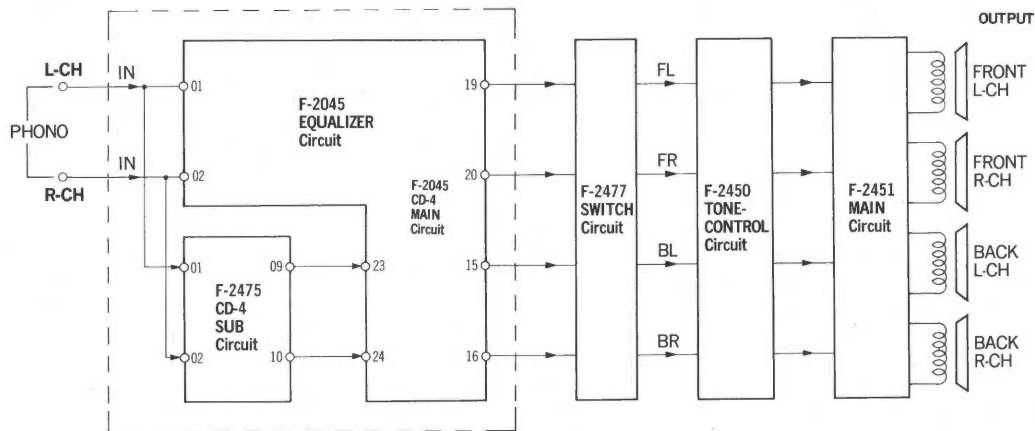 OUTPUT
L-CH
IN
PHONO
IN
R-CH
01
02
F-2045
EQUALIZER
Circuit
F-2045
CD-4
MAIN
Circuit
19
20
15
16
23
24
01
02
09
10
F-2475
CD-4
SUB
Circuit
F-2477
SWITCH
Circuit
FL
FR
BL
BR
F-2450
TONE-
CONTROL
Circuit
F-2451
MAIN
Circuit
FRONT
L-CH
FRONT
R-CH
BACK
L-CH
BACK
R-CH